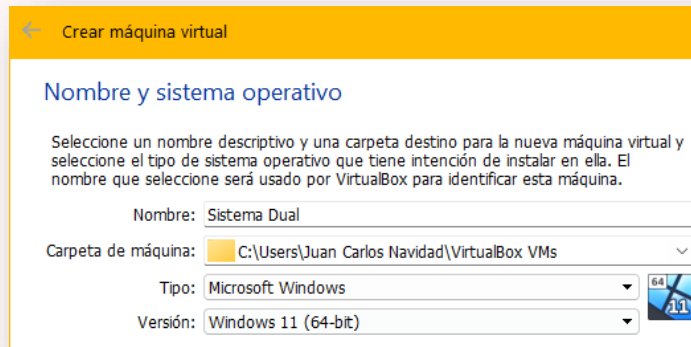 Crear máquina virtual
Nombre y sistema operativo
Seleccione un nombre descriptivo y una carpeta destino para la nueva máquina virtual y
seleccione el tipo de sistema operativo que tiene intención de instalar en ella. El
nombre que seleccione será usado por VirtualBox para identificar esta máquina.
Nombre: Sistema Dual
Carpeta de máquina: C:\Users\Juan Carlos Navidad\VirtualBox VMs
Tipo: Microsoft Windows
64
11
Versión: Windows 11 (64-bit)